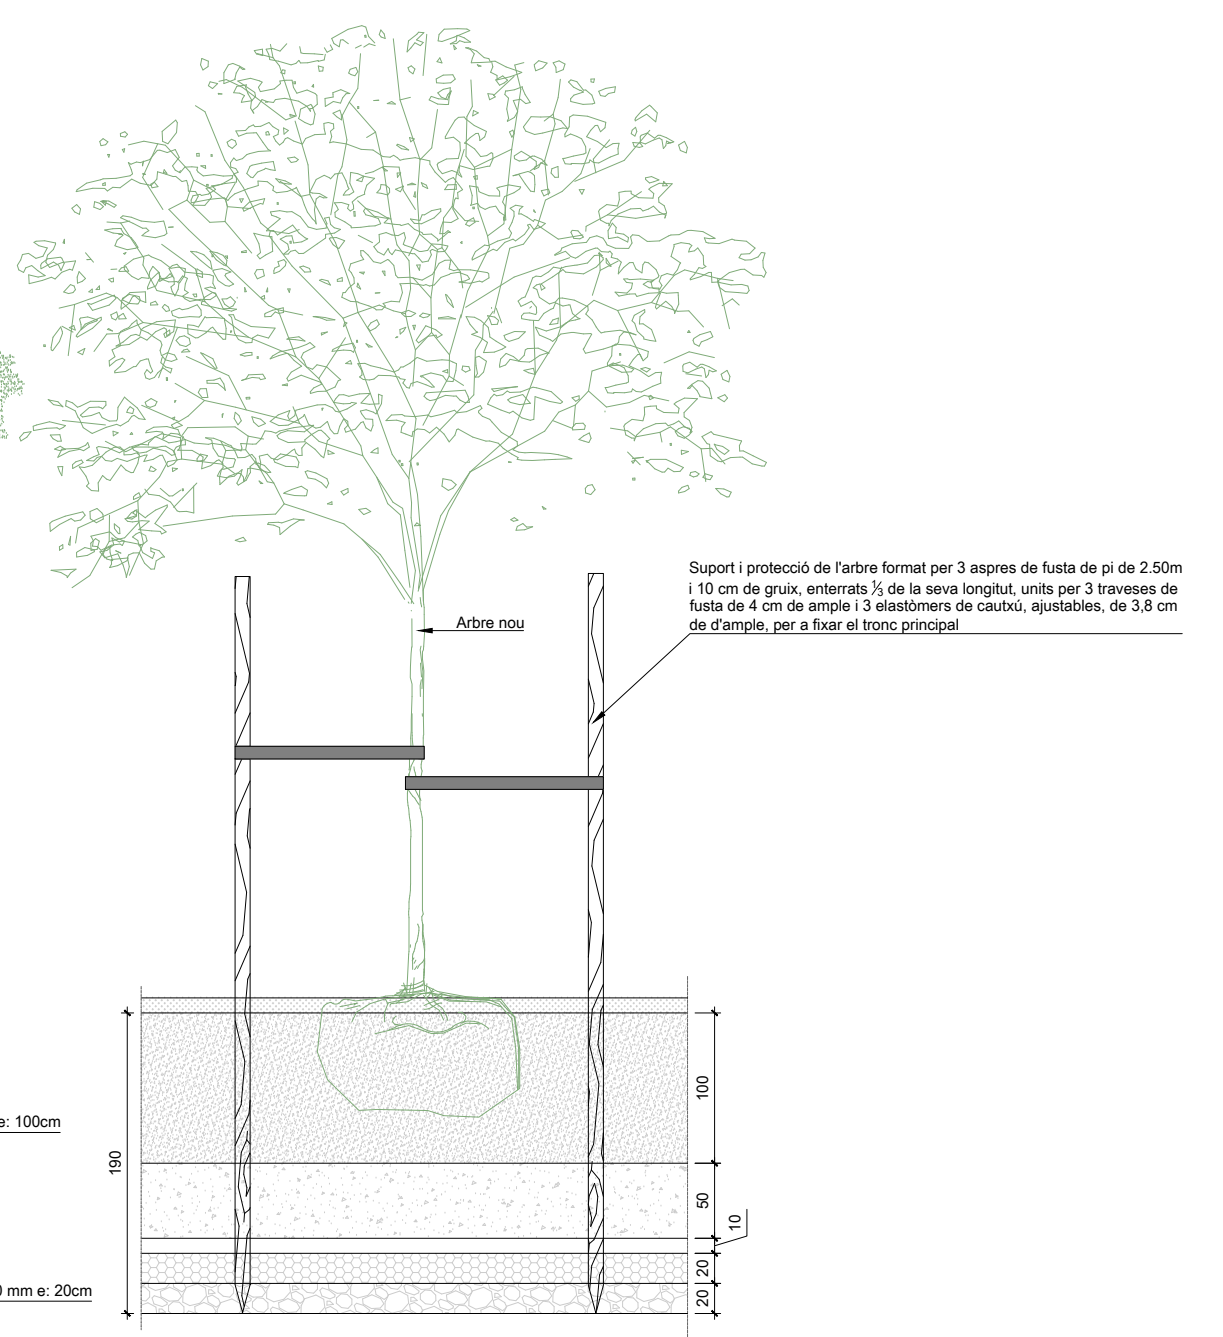 Suport i protecció de l'arbre format per 3 aspres de fusta de pi de 2.50m
i 10 cm de gruix, enterrats ⅓ de la seva longitut, units per 3 traveses de
fusta de 4 cm de ample i 3 elastòmers de cautxú, ajustables, de 3,8 cm
de d'ample, per a fixar el tronc principal
Arbre nou
e: 100cm
190
100
50
10
20
20
0 mm e: 20cm